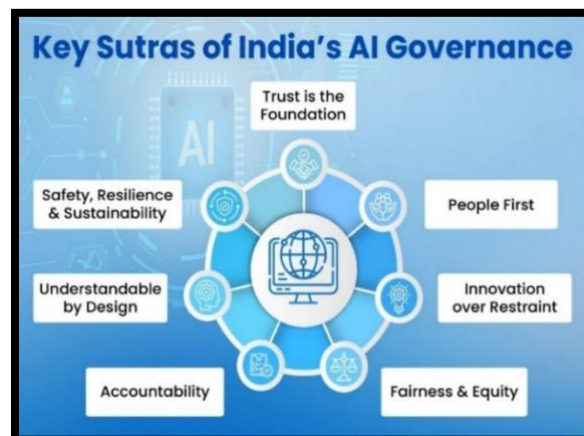 Key Sutras of India's AI Governance
Trust is the
Foundation
AI
Safety, Resilience
& Sustainability
People First
Understandable
by Design
Innovation
over Restraint
Accountability
Fairness & Equity